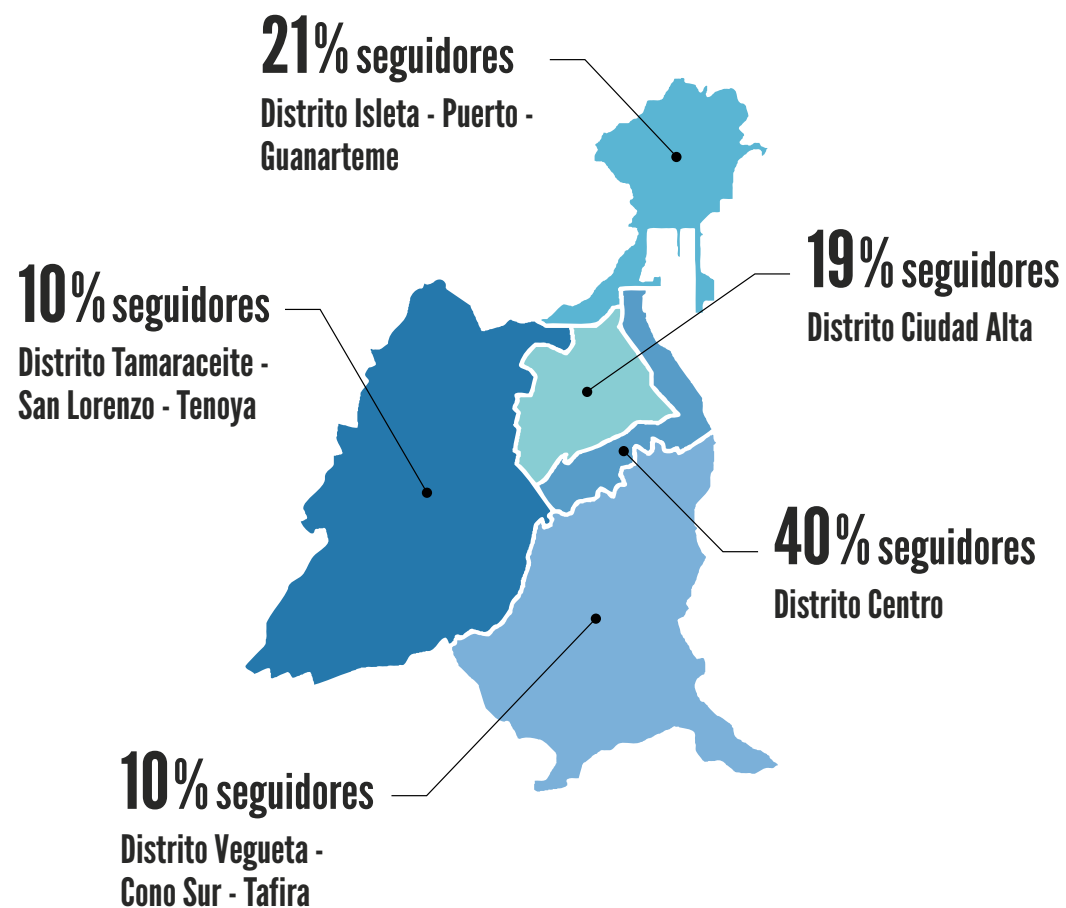 21% seguidores
Distrito Isleta - Puerto -
Guanarteme
19% seguidores
Distrito Ciudad Alta
10% seguidores
Distrito Tamaraceite -
San Lorenzo - Tenoya
40% seguidores
Distrito Centro
10% seguidores
Distrito Vegueta -
Cono Sur - Tafira